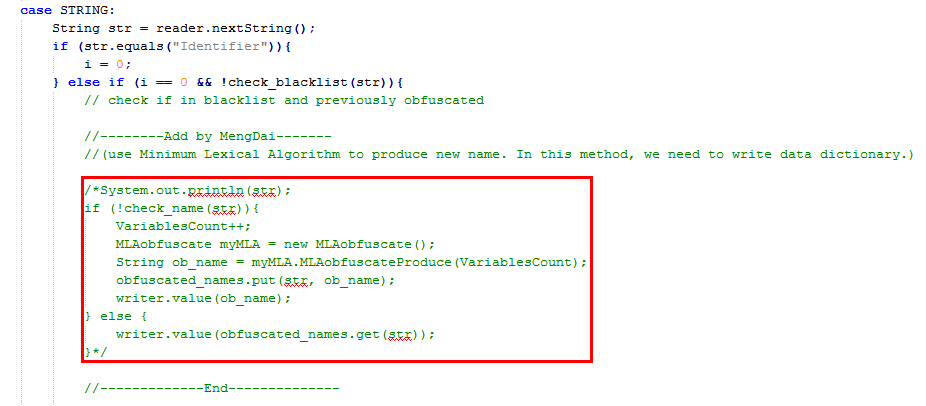 case STRING:
    String str = reader.nextString();
    if (str.equals("Identifier")){
        i = 0;
    } else if (i == 0 && !check_blacklist(str)){
        // check if in blacklist and previously obfuscated
        //--------Add by MengDai-------
        //(use Minimum Lexical Algorithm to produce new name. In this method, we need to write data dictionary.)
        /*System.out.println(str);
        if (!check_name(str)){
            VariablesCount++;
            MLAobfuscate myMLA = new MLAobfuscate();
            String ob_name = myMLA.MLAobfuscateProduce(VariablesCount);
            obfuscated_names.put(str, ob_name);
            writer.value(ob_name);
        } else {
            writer.value(obfuscated_names.get(str));
        }*/
        //-------------End--------------